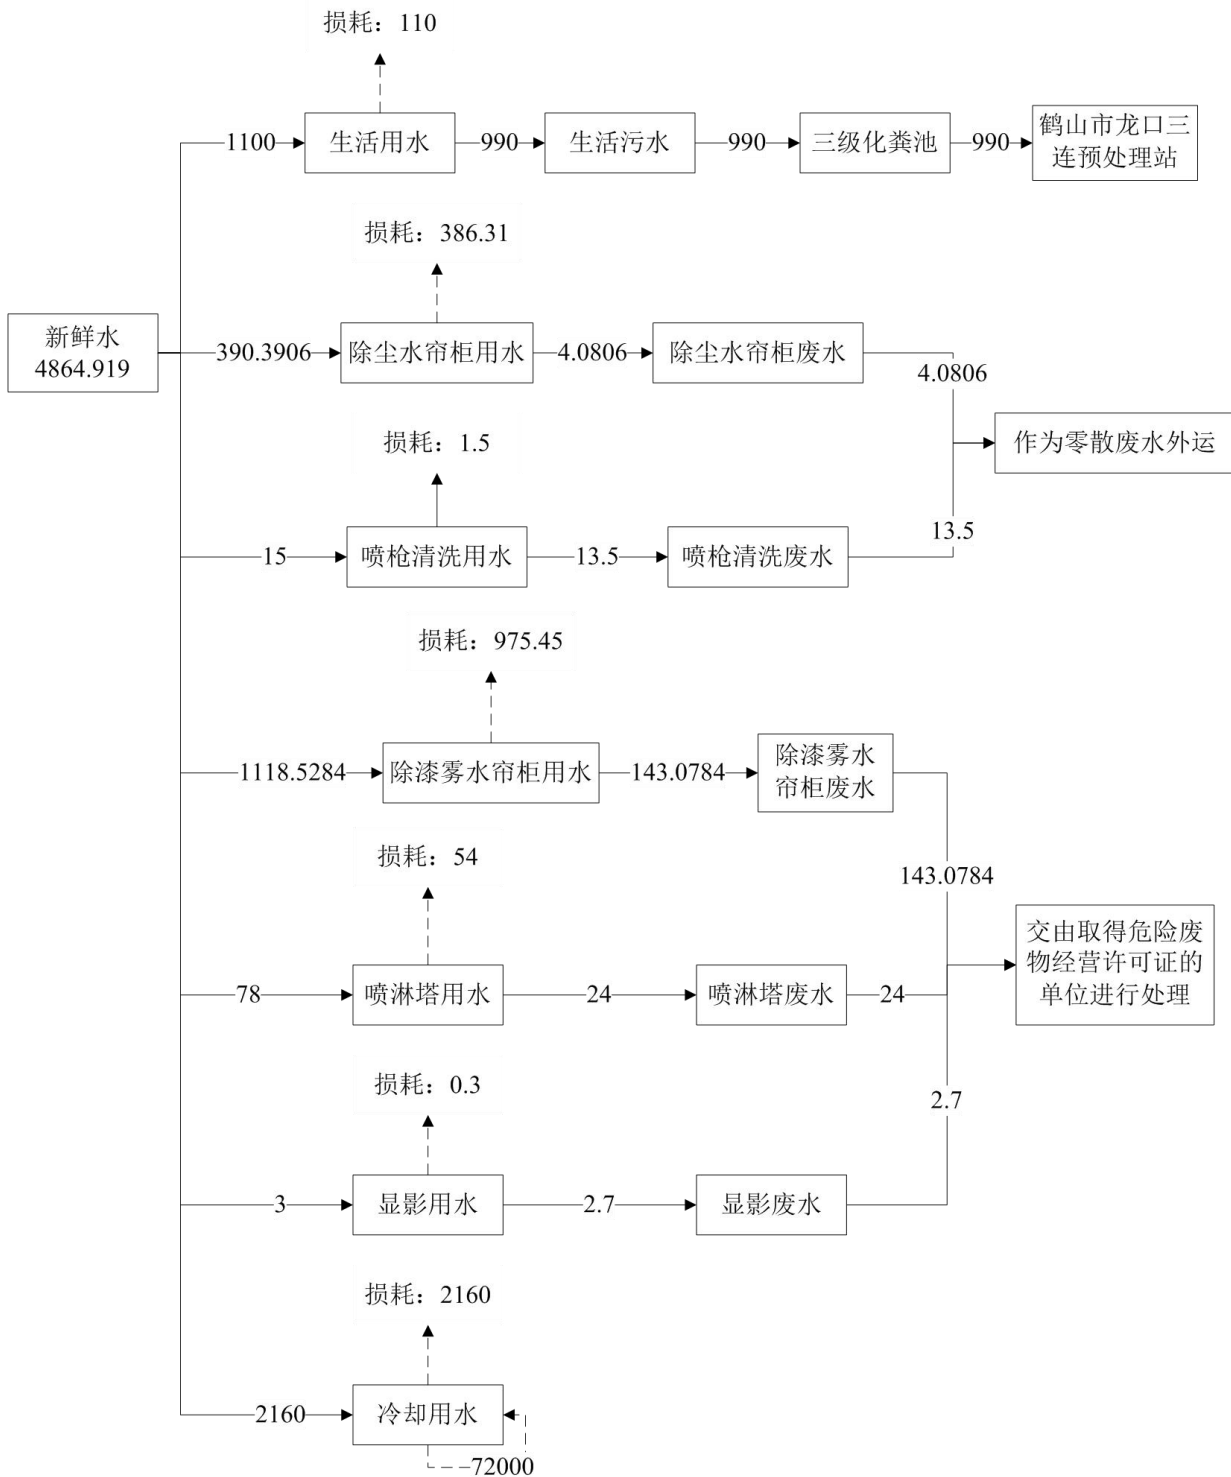 损耗：110
1100
生活用水
990
生活污水
990
三级化粪池
990
鹤山市龙口三
连预处理站
损耗：386.31
新鲜水
4864.919
390.3906
除尘水帘柜用水
4.0806
除尘水帘柜废水
4.0806
作为零散废水外运
损耗：1.5
15
喷枪清洗用水
13.5
喷枪清洗废水
13.5
损耗：975.45
1118.5284
除漆雾水帘柜用水
143.0784
除漆雾水
帘柜废水
143.0784
损耗：54
78
喷淋塔用水
24
喷淋塔废水
24
交由取得危险废
物经营许可证的
单位进行处理
损耗：0.3
3
显影用水
2.7
显影废水
2.7
损耗：2160
2160
冷却用水
72000